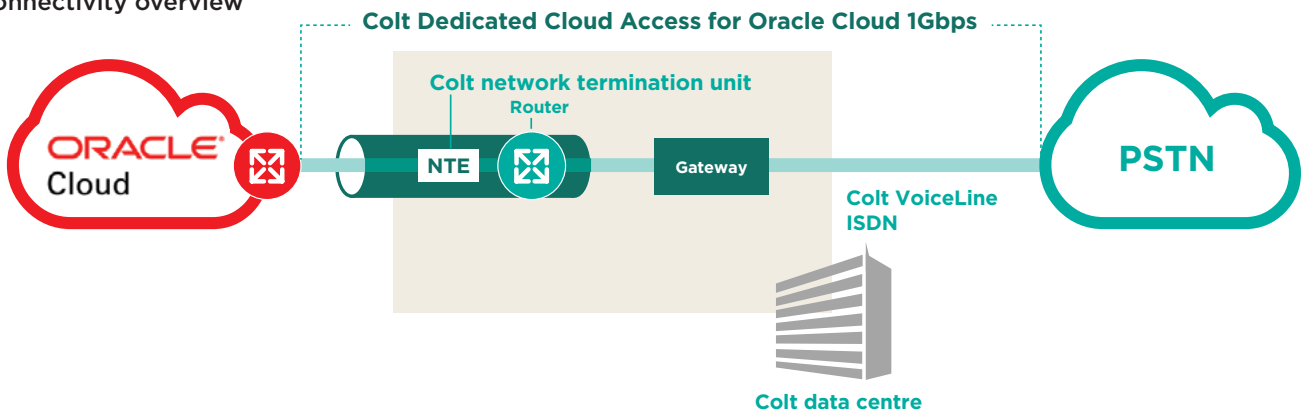 onnectivity overview
Colt Dedicated Cloud Access for Oracle Cloud 1Gbps
Colt network termination unit
Router
ORACLE®
Cloud
NTE
Gateway
PSTN
Colt VoiceLine
ISDN
Colt data centre